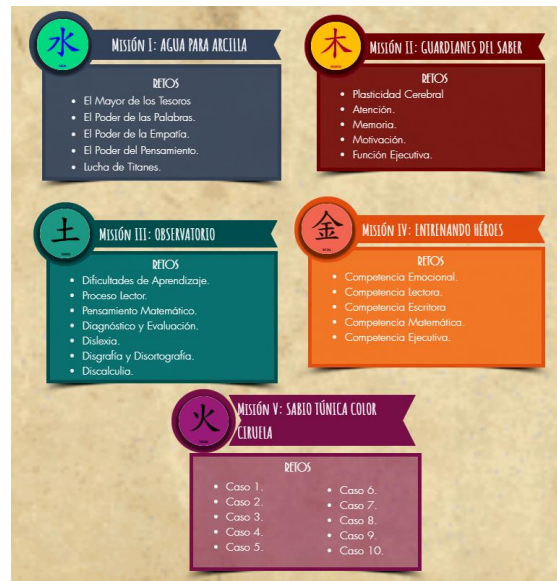 水
MISIÓN I: AGUA PARA ARCILLA
RETOS
• El Mayor de los Tesoros
• El Poder de las Palabras.
• El Poder de la Empatía.
• El Poder del Pensamiento.
• Lucha de Titanes.
木
MISIÓN II: GUARDIANES DEL SABER
RETOS
• Plasticidad Cerebral
• Atención.
• Memoria.
• Motivación.
• Función Ejecutiva.
土
MISIÓN III: OBSERVATORIO
RETOS
• Dificultades de Aprendizaje.
• Proceso Lector.
• Pensamiento Matemático.
• Diagnóstico y Evaluación.
• Dislexia.
• Disgrafía y Disortografía.
• Discalculia.
金
MISIÓN IV: ENTRENANDO HÉROES
RETOS
• Competencia Emocional.
• Competencia Lectora.
• Competencia Escritora
• Competencia Matemática.
• Competencia Ejecutiva.
火
MISIÓN V: SABIO TÚNICA COLOR
CIRUELA
RETOS
• Caso 1.
• Caso 2.
• Caso 3.
• Caso 4.
• Caso 5.
• Caso 6.
• Caso 7.
• Caso 8.
• Caso 9.
• Caso 10.